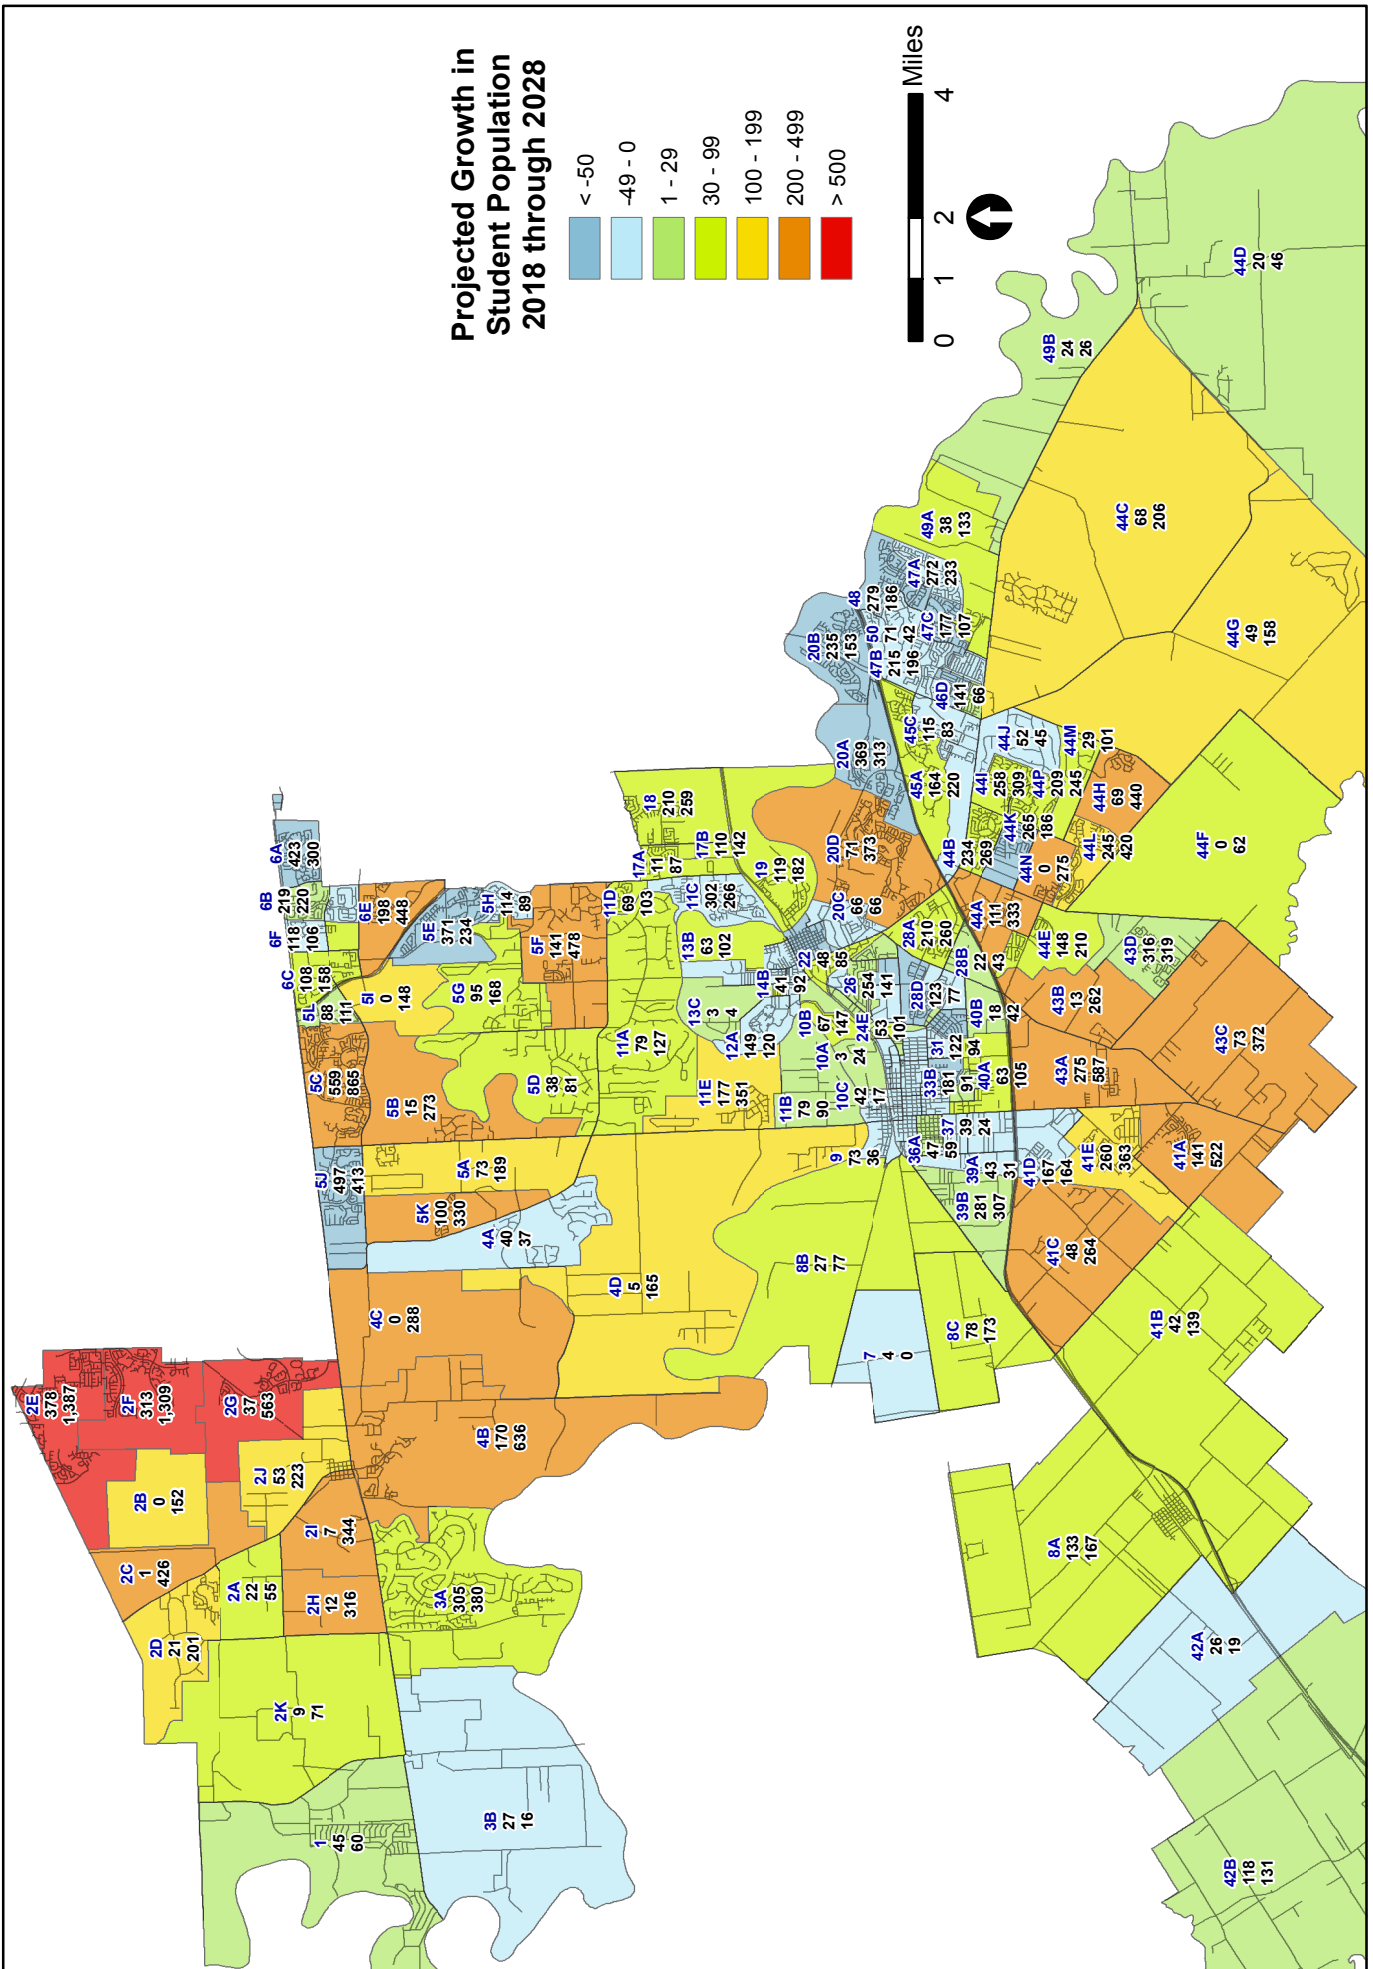 Projected Growth in
Student Population
2018 through 2028
< -50
-49 - 0
1 - 29
30 - 99
100 - 199
200 - 499
> 500
0
1
2
4
Miles
2E
378
1,387
2F
313
1,309
2G
37
563
2B
0
152
2J
53
223
2C
1
426
2A
22
55
2I
7
344
2H
12
316
2D
21
201
2K
9
71
1
45
60
3B
27
16
3A
305
380
4B
170
636
4C
0
288
4D
5
165
4A
40
37
5K
100
330
5A
73
189
5J
497
413
5C
559
865
5B
15
273
5D
38
81
5L
88
111
5I
0
148
5G
95
168
6C
108
158
6F
118
106
6B
219
220
6A
423
300
6E
198
448
5E
371
234
5H
114
89
5F
141
478
11D
69
103
11A
79
127
11E
177
351
11B
79
90
11C
302
266
13B
63
102
13C
3
4
12A
149
120
14B
41
92
17A
11
87
17B
110
142
18
210
259
19
119
182
10B
67
147
10A
3
24
10C
42
17
9
73
36
8B
27
77
7
4
0
8C
78
173
8A
133
167
20A
369
313
20B
235
153
20D
71
373
20C
66
66
22
48
85
24E
53
101
26
254
141
28A
210
260
28B
22
43
28D
123
77
31
122
94
33B
181
91
36A
47
59
37
39
24
39A
43
31
39B
281
307
40A
63
105
40B
18
42
41A
141
522
41B
42
139
41C
48
264
41D
167
164
41E
260
363
42A
26
19
42B
118
131
43A
275
587
43B
13
262
43C
73
372
43D
316
319
44A
111
333
44B
234
269
44C
68
206
44D
20
46
44E
148
210
44F
0
62
44G
49
158
44H
69
440
44I
258
309
44J
52
45
44K
265
186
44L
245
420
44M
29
101
44N
0
275
44P
209
245
45A
164
220
45C
115
83
46D
141
66
47A
272
233
47B
215
196
47C
177
107
48
279
186
49A
38
133
49B
24
26
50
71
42